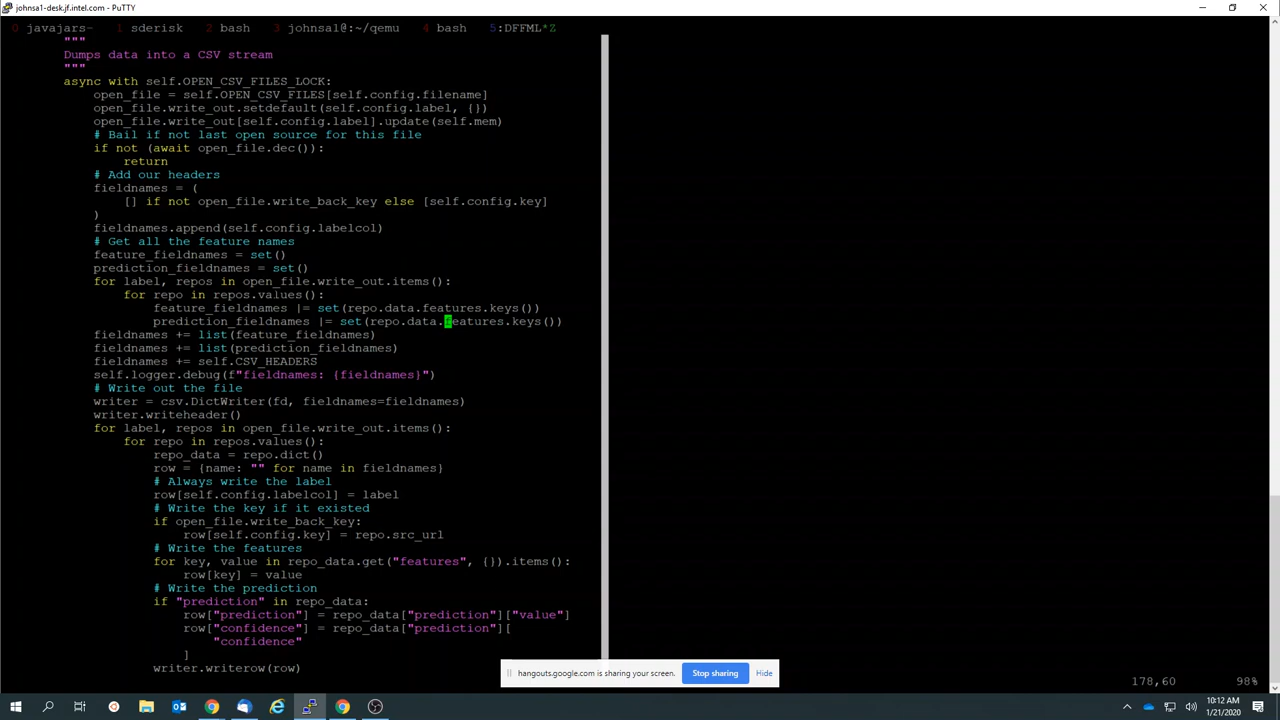 johnsa1-desk.jf.intel.com - PuTTY
0 javajars- 1 sderisk 2 bash 3 johnsa1@:~/qemu 4 bash 5:DFFML*Z
"""
Dumps data into a CSV stream
"""
async with self.OPEN_CSV_FILES_LOCK:
open_file = self.OPEN_CSV_FILES[self.config.filename]
open_file.write_out.setdefault(self.config.label, {})
open_file.write_out[self.config.label].update(self.mem)
# Bail if not last open source for this file
if not (await open_file.dec()):
return
# Add our headers
fieldnames = (
[] if not open_file.write_back_key else [self.config.key]
)
fieldnames.append(self.config.labelcol)
# Get all the feature names
feature_fieldnames = set()
prediction_fieldnames = set()
for label, repos in open_file.write_out.items():
for repo in repos.values():
feature_fieldnames |= set(repo.data.features.keys())
prediction_fieldnames |= set(repo.data.features.keys())
fieldnames += list(feature_fieldnames)
fieldnames += list(prediction_fieldnames)
fieldnames += self.CSV_HEADERS
self.logger.debug(f"fieldnames: {fieldnames}")
# Write out the file
writer = csv.DictWriter(fd, fieldnames=fieldnames)
writer.writeheader()
for label, repos in open_file.write_out.items():
for repo in repos.values():
repo_data = repo.dict()
row = {name: "" for name in fieldnames}
# Always write the label
row[self.config.labelcol] = label
# Write the key if it existed
if open_file.write_back_key:
row[self.config.key] = repo.src_url
# Write the features
for key, value in repo_data.get("features", {}).items():
row[key] = value
# Write the prediction
if "prediction" in repo_data:
row["prediction"] = repo_data["prediction"]["value"]
row["confidence"] = repo_data["prediction"][
"confidence"
]
writer.writerow(row)
hangouts.google.com is sharing your screen. Stop sharing Hide
178,60 98%
10:12 AM
1/21/2020